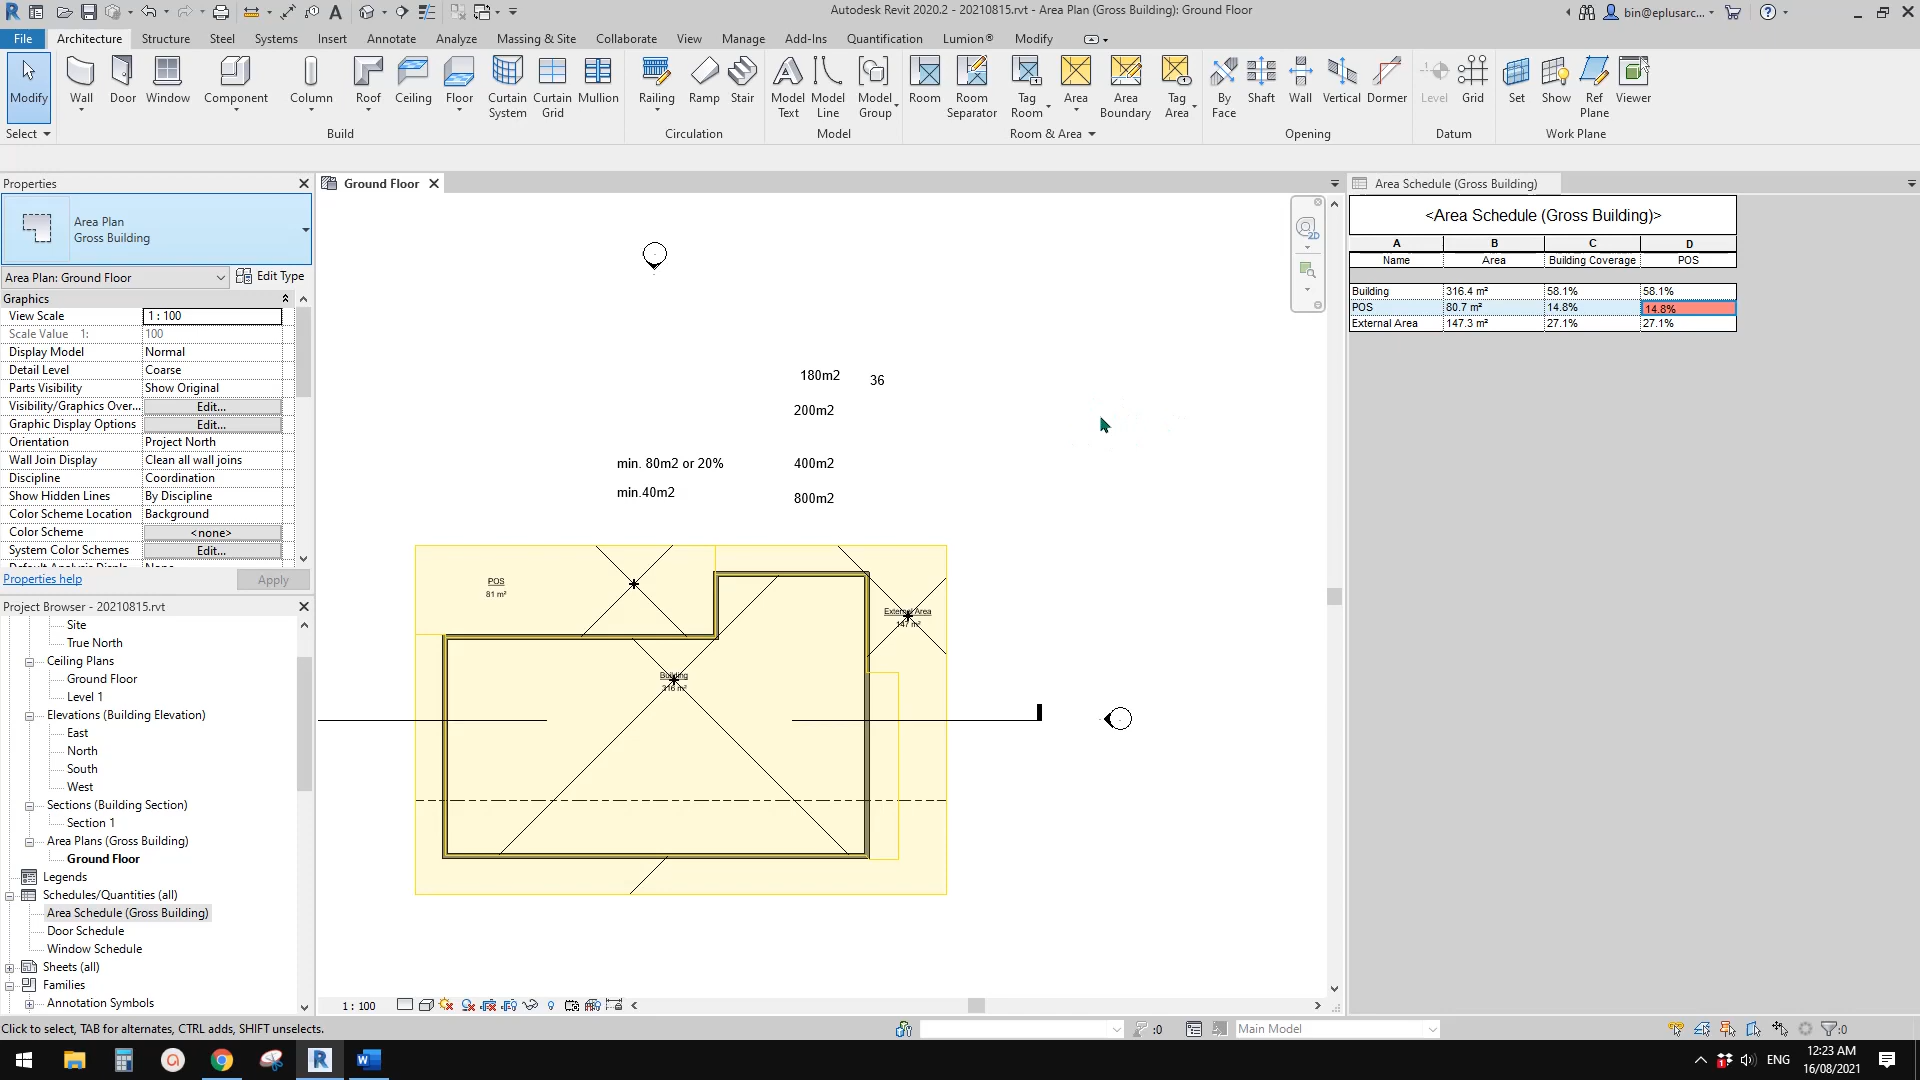 Autodesk Revit 2020.2 - 20210815.rvt - Area Plan (Gross Building): Ground Floor
bin@eplusarc...
File Architecture Structure Steel Systems Insert Annotate Analyze Massing & Site Collaborate View Manage Add-Ins Quantification Lumion® Modify
Modify Wall Door Window Component Column Roof Ceiling Floor Curtain System Curtain Grid Mullion Railing Ramp Stair Model Text Model Line Model Group Room Room Separator Tag Room Area Area Boundary Tag Area By Face Shaft Wall Vertical Dormer Level Grid Set Show Ref Plane Viewer
Select Build Circulation Model Room & Area Opening Datum Work Plane
Properties
Area Plan
Gross Building
Area Plan: Ground Floor Edit Type
Graphics
View Scale 1 : 100
Scale Value 1: 100
Display Model Normal
Detail Level Coarse
Parts Visibility Show Original
Visibility/Graphics Over... Edit...
Graphic Display Options Edit...
Orientation Project North
Wall Join Display Clean all wall joins
Discipline Coordination
Show Hidden Lines By Discipline
Color Scheme Location Background
Color Scheme <none>
System Color Schemes Edit...
Properties help Apply
Project Browser - 20210815.rvt
Site
True North
Ceiling Plans
Ground Floor
Level 1
Elevations (Building Elevation)
East
North
South
West
Sections (Building Section)
Section 1
Area Plans (Gross Building)
Ground Floor
Legends
Schedules/Quantities (all)
Area Schedule (Gross Building)
Door Schedule
Window Schedule
Sheets (all)
Families
Annotation Symbols
Ground Floor
2D
180m2 36
200m2
min. 80m2 or 20% 400m2
min.40m2 800m2
POS
81 m²
External Area
147 m²
Building
316 m²
1 : 100
Area Schedule (Gross Building)
<Area Schedule (Gross Building)>
A B C D
Name Area Building Coverage POS
Building 316.4 m² 58.1% 58.1%
POS 80.7 m² 14.8% 14.8%
External Area 147.3 m² 27.1% 27.1%
Click to select, TAB for alternates, CTRL adds, SHIFT unselects.
:0
Main Model
:0
ENG
12:23 AM
16/08/2021